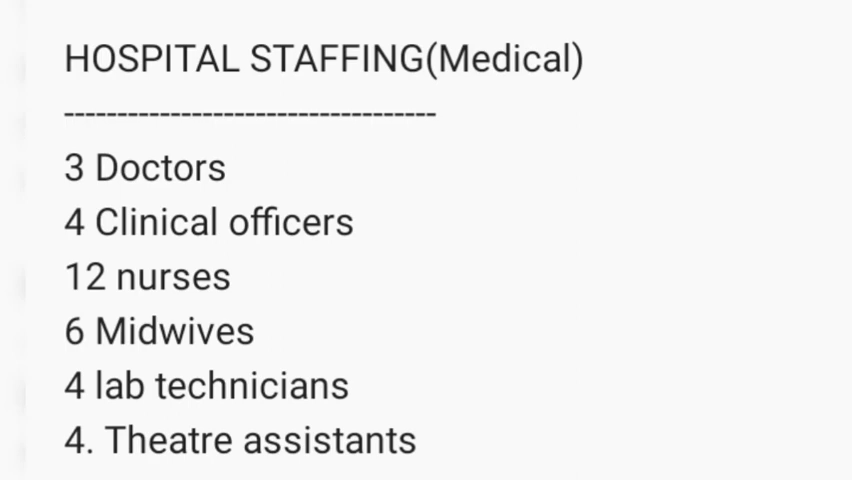 HOSPITAL STAFFING(Medical)
-----------------------------------
3 Doctors
4 Clinical officers
12 nurses
6 Midwives
4 lab technicians
4. Theatre assistants